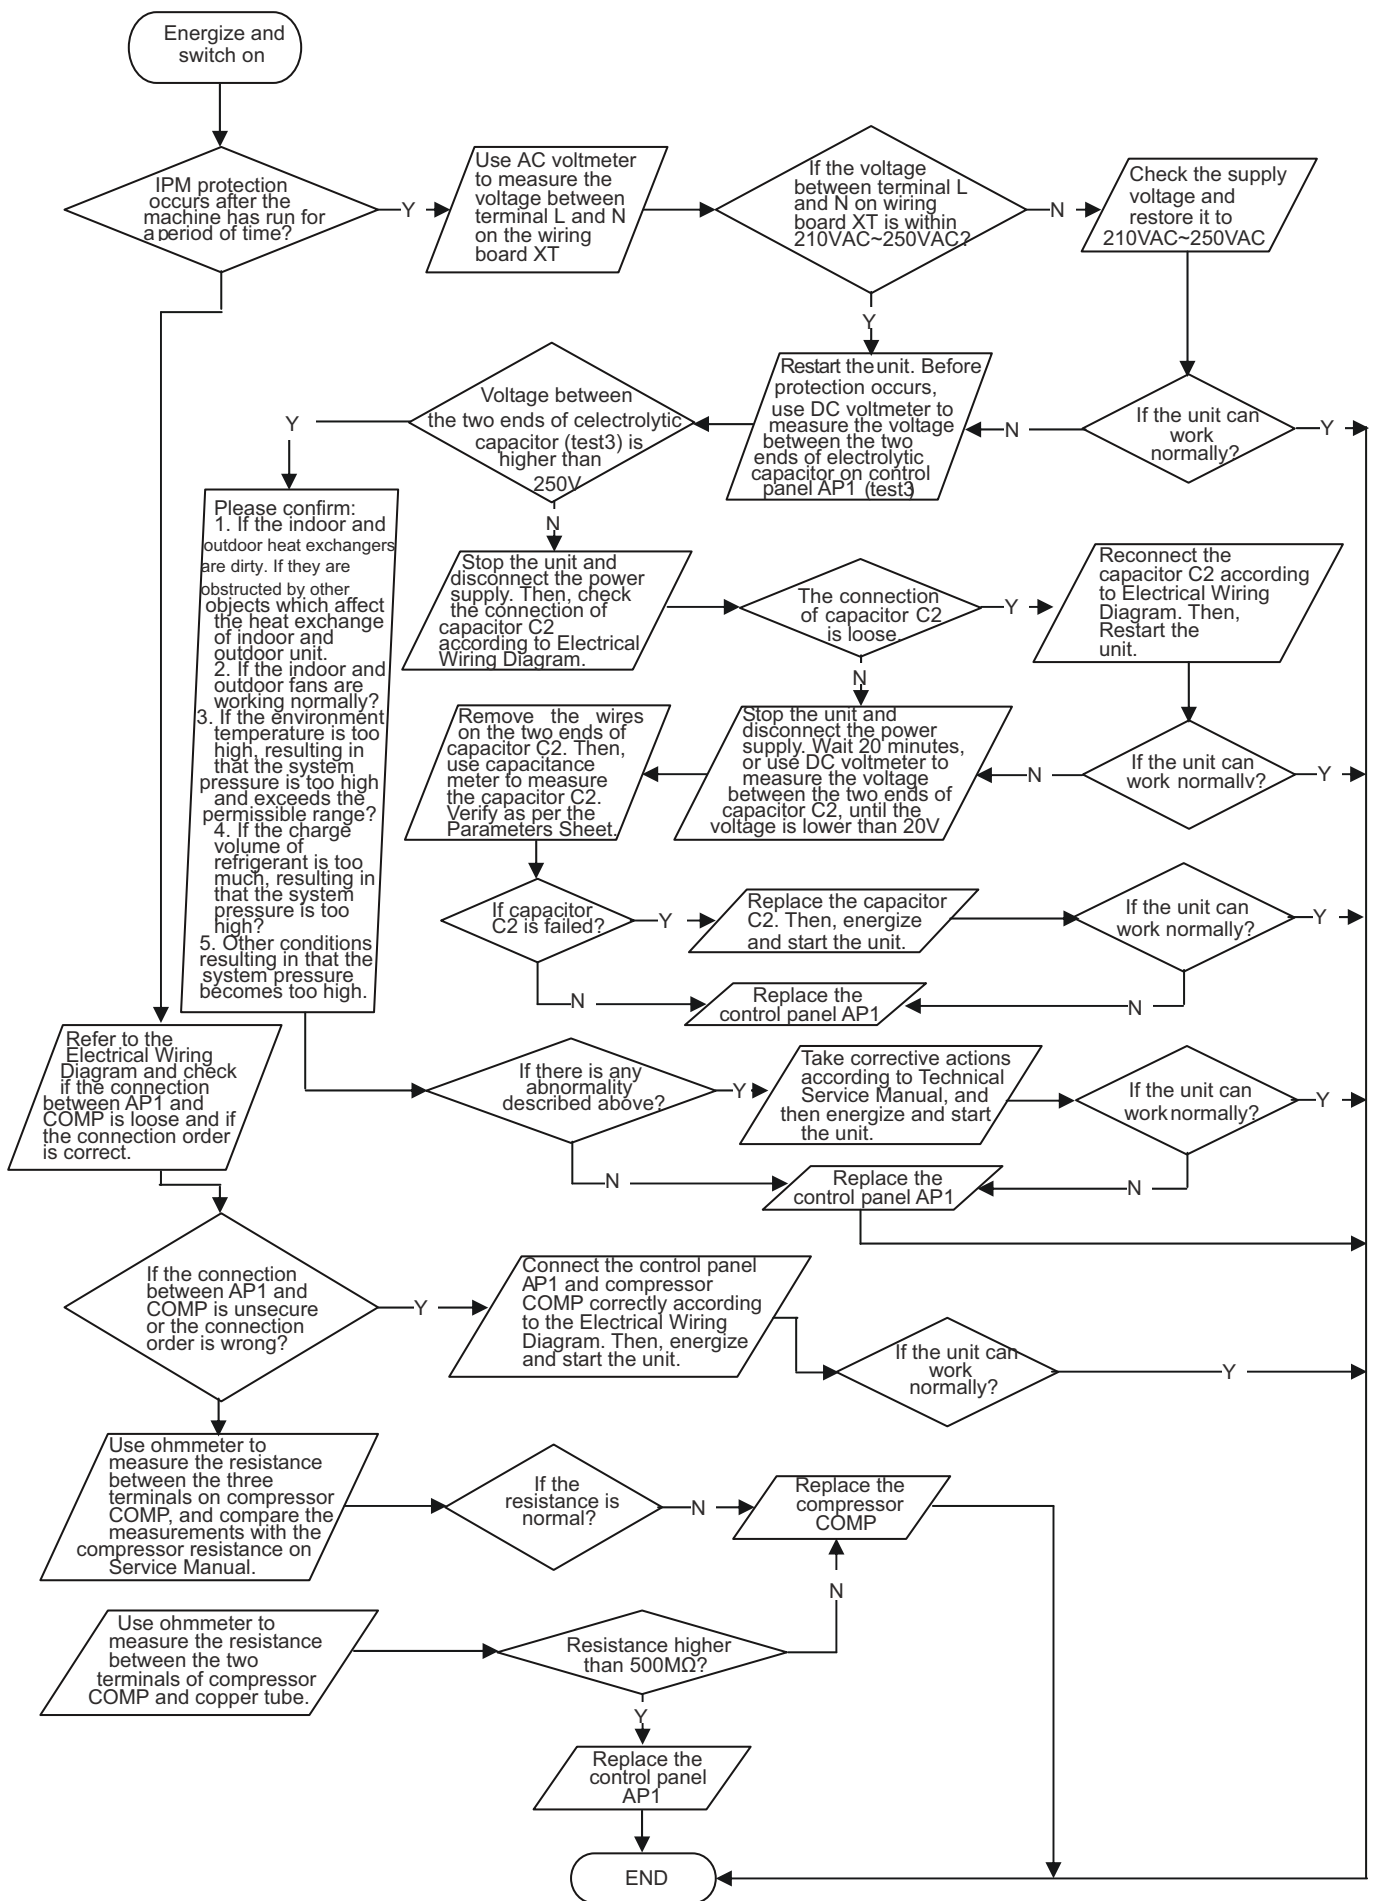 Energize and
switch on
IPM protection
occurs after the
machine has run for
a period of time?
Y
Use AC voltmeter
to measure the
voltage between
terminal L and N
on the wiring
board XT
If the voltage
between terminal L
and N on wiring
board XT is within
210VAC~250VAC?
N
Check the supply
voltage and
restore it to
210VAC~250VAC
Y
If the unit can
work
normally?
Y
N
Restart the unit. Before
protection occurs,
use DC voltmeter to
measure the voltage
between the two
ends of electrolytic
capacitor on control
panel AP1 (test3)
Voltage between
the two ends of celectrolytic
capacitor (test3) is
higher than
250V
Y
N
Please confirm:
1. If the indoor and
outdoor heat exchangers
are dirty. If they are
obstructed by other
objects which affect
the heat exchange
of indoor and
outdoor unit.
2. If the indoor and
outdoor fans are
working normally?
3. If the environment
temperature is too
high, resulting in
that the system
pressure is too high
and exceeds the
permissible range?
4. If the charge
volume of
refrigerant is too
much, resulting in
that the system
pressure is too
high?
5. Other conditions
resulting in that the
system pressure
becomes too high.
Stop the unit and
disconnect the power
supply. Then, check
the connection of
capacitor C2
according to Electrical
Wiring Diagram.
The connection
of capacitor C2
is loose.
Y
Reconnect the
capacitor C2 according
to Electrical Wiring
Diagram. Then,
Restart the
unit.
N
If the unit can
work normally?
Y
N
Stop the unit and
disconnect the power
supply. Wait 20 minutes,
or use DC voltmeter to
measure the voltage
between the two ends of
capacitor C2, until the
voltage is lower than 20V
Remove the wires
on the two ends of
capacitor C2. Then,
use capacitance
meter to measure
the capacitor C2.
Verify as per the
Parameters Sheet.
If capacitor
C2 is failed?
Y
Replace the capacitor
C2. Then, energize
and start the unit.
If the unit can
work normally?
Y
N
Replace the
control panel AP1
N
Refer to the
Electrical Wiring
Diagram and check
if the connection
between AP1 and
COMP is loose and if
the connection order
is correct.
If there is any
abnormality
described above?
Y
Take corrective actions
according to Technical
Service Manual, and
then energize and start
the unit.
If the unit can
work normally?
Y
N
Replace the
control panel AP1
N
If the connection
between AP1 and
COMP is unsecure
or the connection
order is wrong?
Y
Connect the control panel
AP1 and compressor
COMP correctly according
to the Electrical Wiring
Diagram. Then, energize
and start the unit.
If the unit can
work
normally?
Y
Use ohmmeter to
measure the resistance
between the three
terminals on compressor
COMP, and compare the
measurements with the
compressor resistance on
Service Manual.
If the
resistance is
normal?
N
Replace the
compressor
COMP
N
Use ohmmeter to
measure the resistance
between the two
terminals of compressor
COMP and copper tube.
Resistance higher
than 500MΩ?
Y
Replace the
control panel
AP1
END